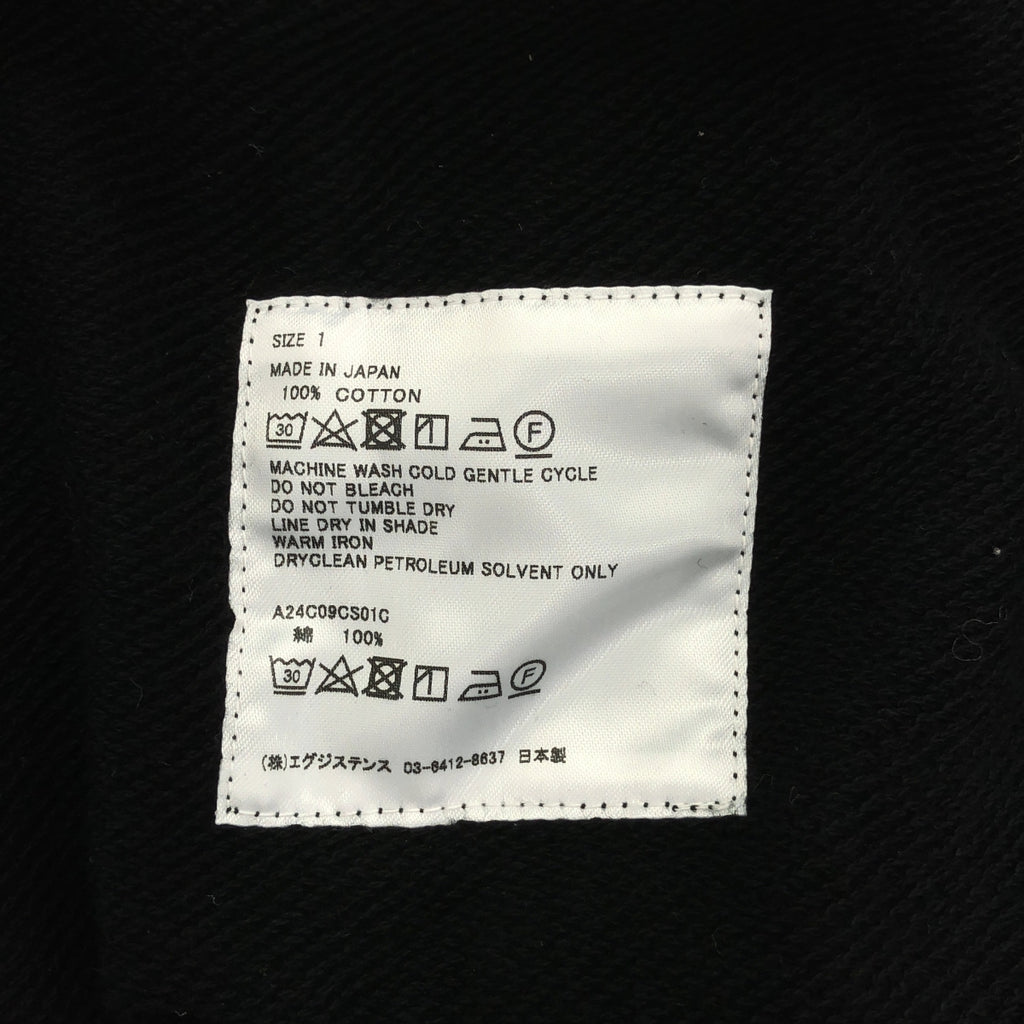 SIZE 1
MADE IN JAPAN
100% COTTON
30 F
MACHINE WASH COLD GENTLE CYCLE
DO NOT BLEACH
DO NOT TUMBLE DRY
LINE DRY IN SHADE
WARM IRON
DRYCLEAN PETROLEUM SOLVENT ONLY
A24C09CS01C
綿 100%
30 F
(株)エグジステンス 03-6412-8637 日本製